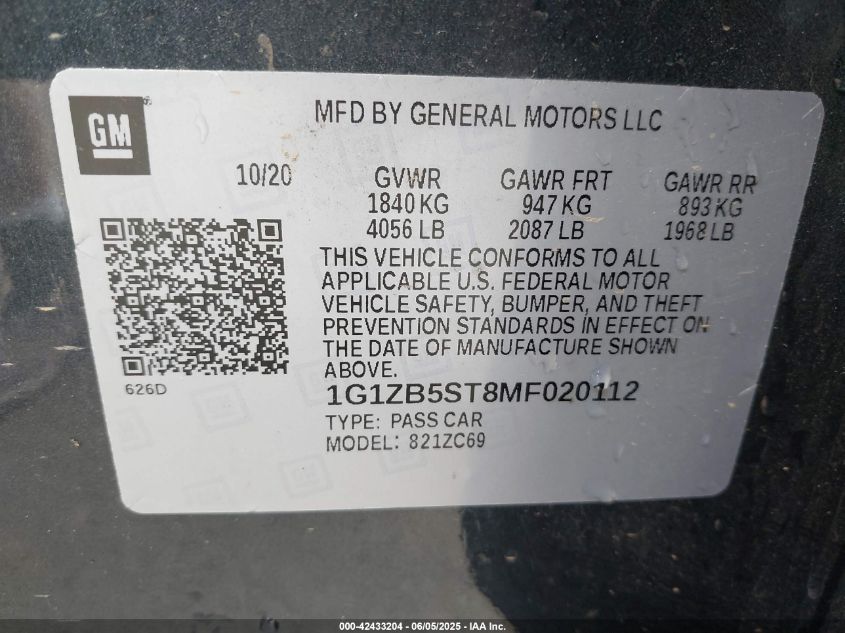 GM
MFD BY GENERAL MOTORS LLC
10/20
GVWR GAWR FRT GAWR RR
1840 KG 947 KG 893 KG
4056 LB 2087 LB 1968 LB
THIS VEHICLE CONFORMS TO ALL
APPLICABLE U.S. FEDERAL MOTOR
VEHICLE SAFETY, BUMPER, AND THEFT
PREVENTION STANDARDS IN EFFECT ON
THE DATE OF MANUFACTURE SHOWN
ABOVE.
626D
1G1ZB5ST8MF020112
TYPE: PASS CAR
MODEL: 821ZC69
000-42433204 - 06/05/2025 - IAA Inc.